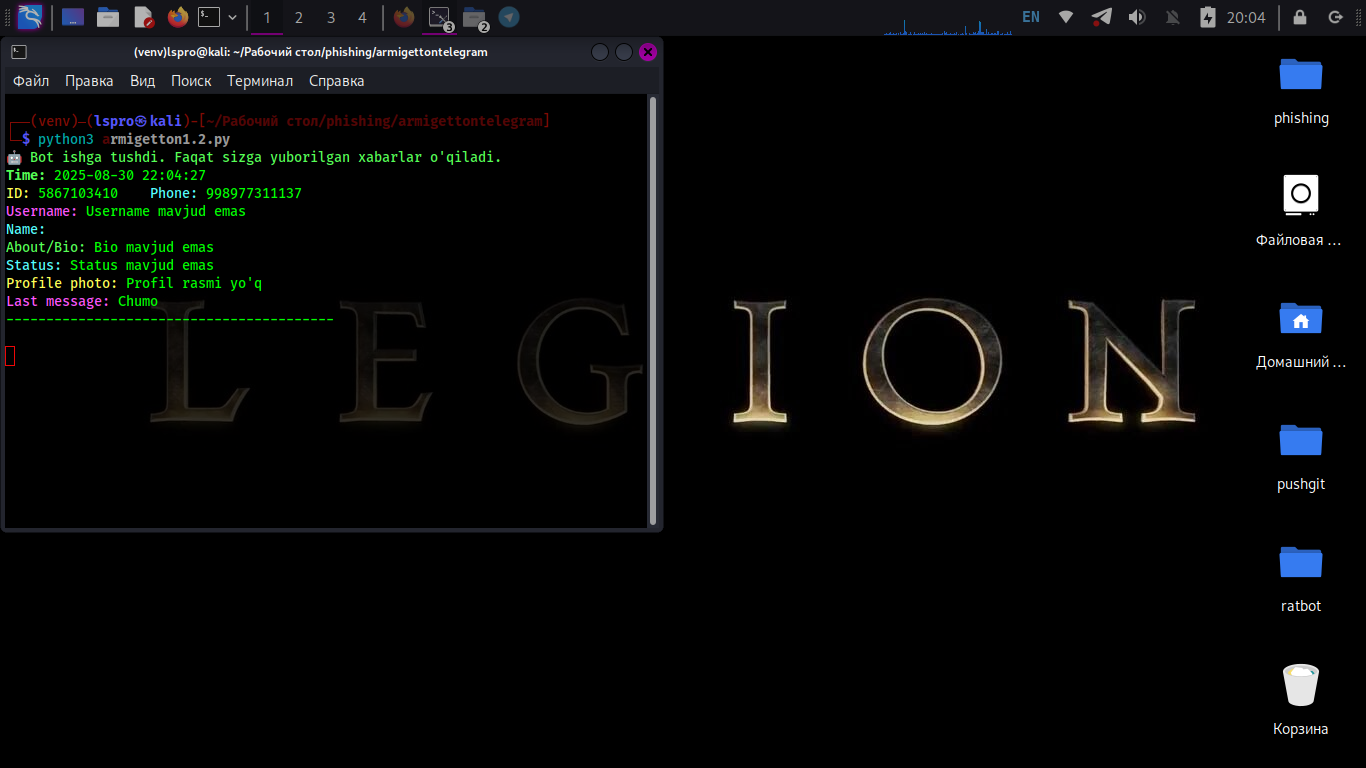 1 2 3 4 3 2 EN 20:04
(venv)lspro@kali: ~/Рабочий стол/phishing/armigettontelegram
Файл Правка Вид Поиск Терминал Справка
(venv)-(lspro㉿kali)-[~/Рабочий стол/phishing/armigettontelegram]
$ python3 armigetton1.2.py
🤖 Bot ishga tushdi. Faqat sizga yuborilgan xabarlar o'qiladi.
Time: 2025-08-30 22:04:27
ID: 5867103410    Phone: 998977311137
Username: Username mavjud emas
Name:
About/Bio: Bio mavjud emas
Status: Status mavjud emas
Profile photo: Profil rasmi yo'q
Last message: Chumo
-----------------------------------------
LEGION
phishing
Файловая ...
Домашний ...
pushgit
ratbot
Корзина